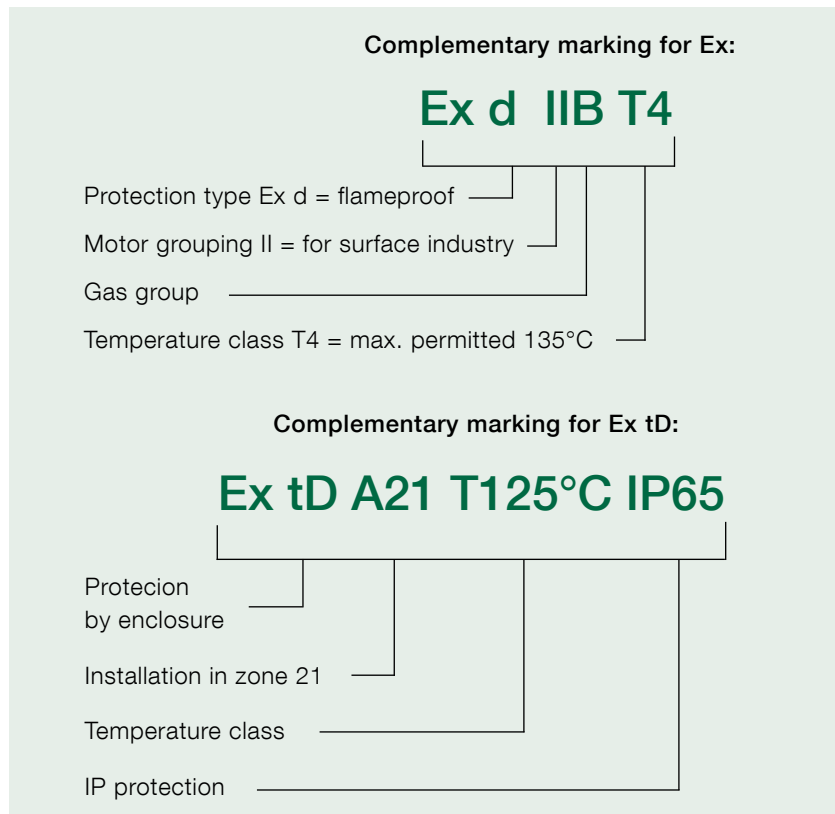 Complementary marking for Ex:
Ex d IIB T4
Protection type Ex d = flameproof
Motor grouping II = for surface industry
Gas group
Temperature class T4 = max. permitted 135°C
Complementary marking for Ex tD:
Ex tD A21 T125°C IP65
Protecion
by enclosure
Installation in zone 21
Temperature class
IP protection